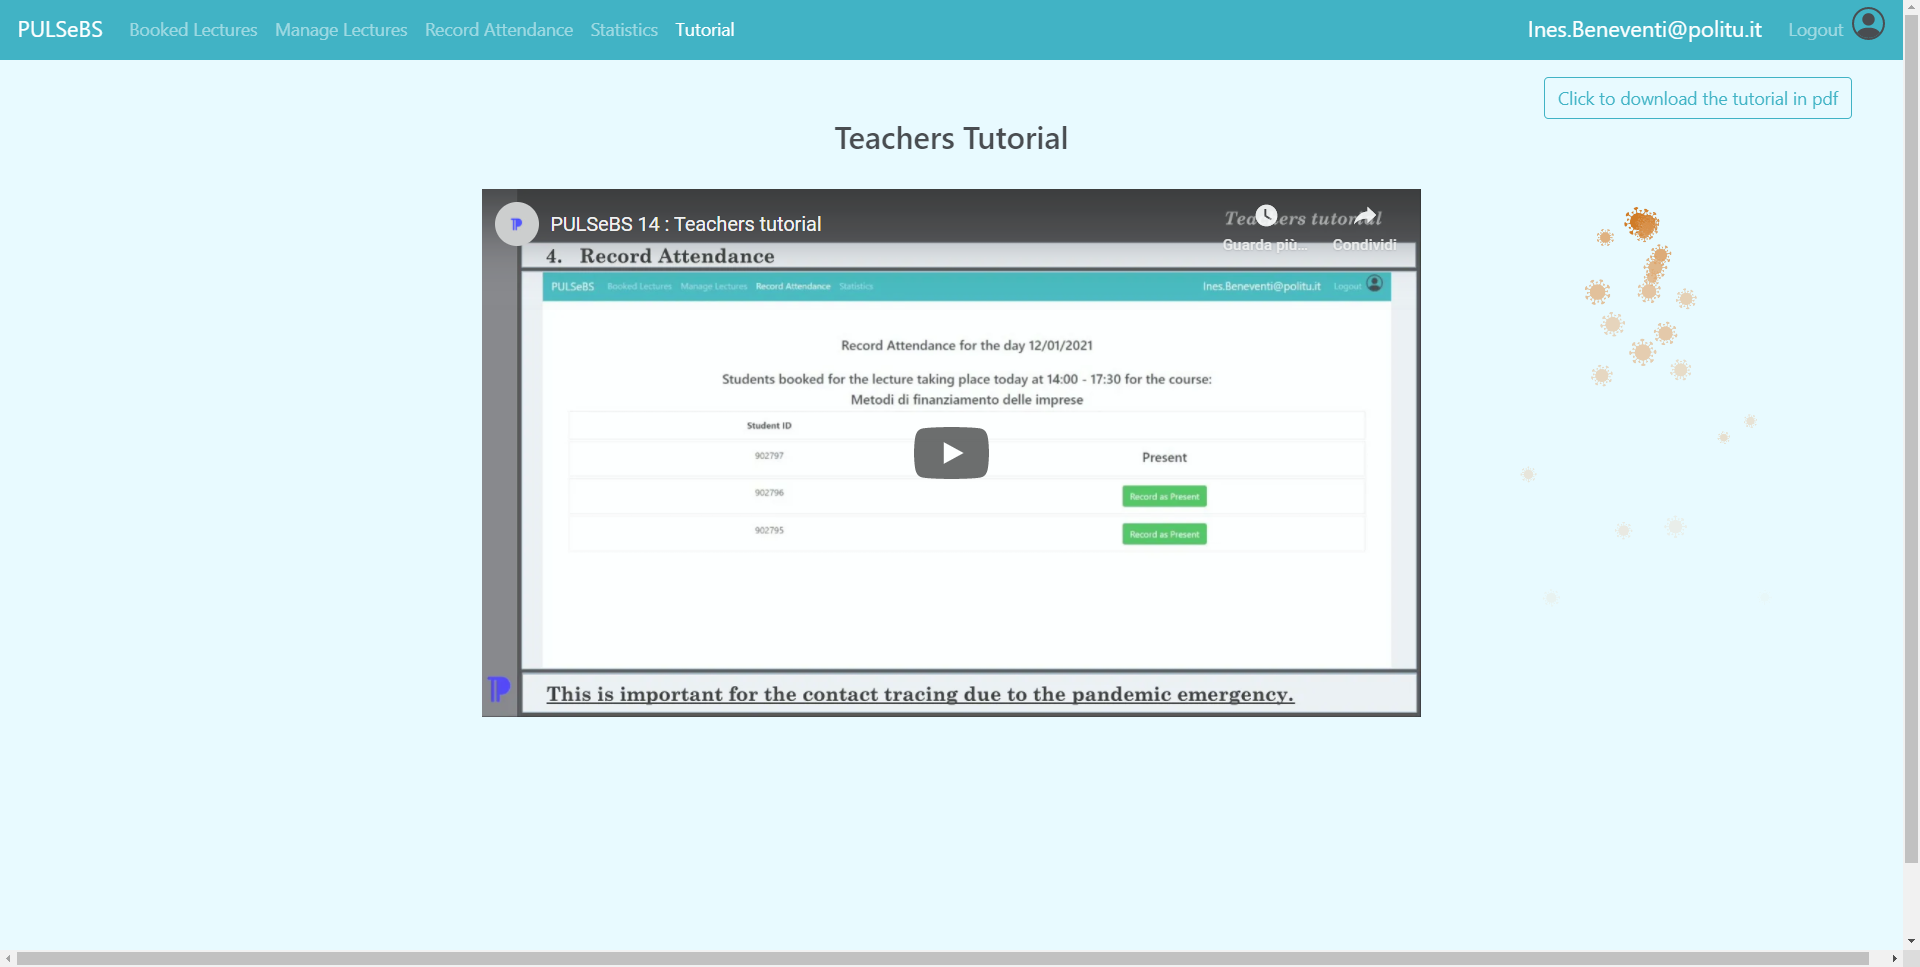 PULSeBS Booked Lectures Manage Lectures Record Attendance Statistics Tutorial Ines.Beneventi@politu.it Logout
Click to download the tutorial in pdf
Teachers Tutorial
PULSeBS 14 : Teachers tutorial
Teachers tutorial
Guarda più... Condividi
4. Record Attendance
PULSeBS Booked Lectures Manage Lectures Record Attendance Statistics Ines.Beneventi@politu.it Logout
Record Attendance for the day 12/01/2021
Students booked for the lecture taking place today at 14:00 - 17:30 for the course:
Metodi di finanziamento delle imprese
Student ID
902797 Present
902796 Record as Present
902795 Record as Present
This is important for the contact tracing due to the pandemic emergency.